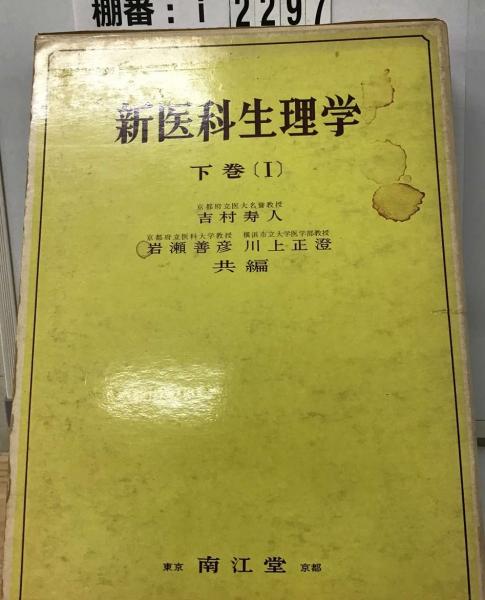 棚番:i 2297
新医科生理学
下巻〔I〕
京都府立医大名誉教授
吉村寿人
京都府立医科大学教授 横浜市立大学医学部教授
岩瀬善彦 川上正澄
共編
東京 南江堂 京都